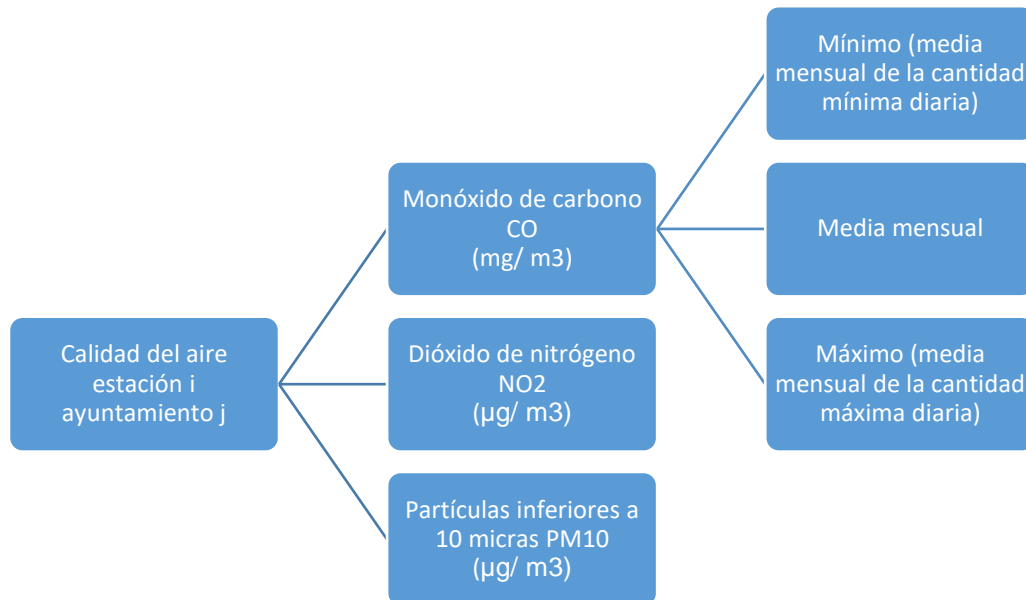 Calidad del aire
estación i
ayuntamiento j
Monóxido de carbono
CO
(mg/ m3)
Dióxido de nitrógeno
NO2
(µg/ m3)
Partículas inferiores a
10 micras PM10
(µg/ m3)
Mínimo (media
mensual de la cantidad
mínima diaria)
Media mensual
Máximo (media
mensual de la cantidad
máxima diaria)